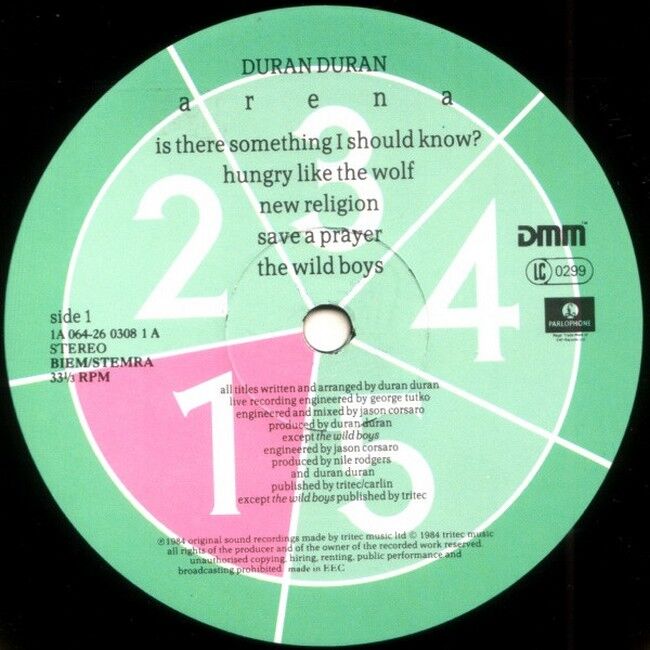 DURAN DURAN
arena
is there something I should know?
hungry like the wolf
new religion
save a prayer
the wild boys
3
2
4
1
5
DMM
LC 0299
PARLOPHONE
side 1
1A 064-26 0308 1 A
STEREO
BIEM/STEMRA
33⅓ RPM
all titles written and arranged by duran duran
live recording engineered by george tutko
engineered and mixed by jason corsaro
produced by duran duran
except the wild boys
engineered by jason corsaro
produced by nile rodgers
and duran duran
published by tritec/carlin
except the wild boys published by tritec
℗1984 original sound recordings made by tritec music ltd © 1984 tritec music
all rights of the producer and of the owner of the recorded work reserved.
unauthorised copying, hiring, renting, public performance and
broadcasting prohibited. made in EEC